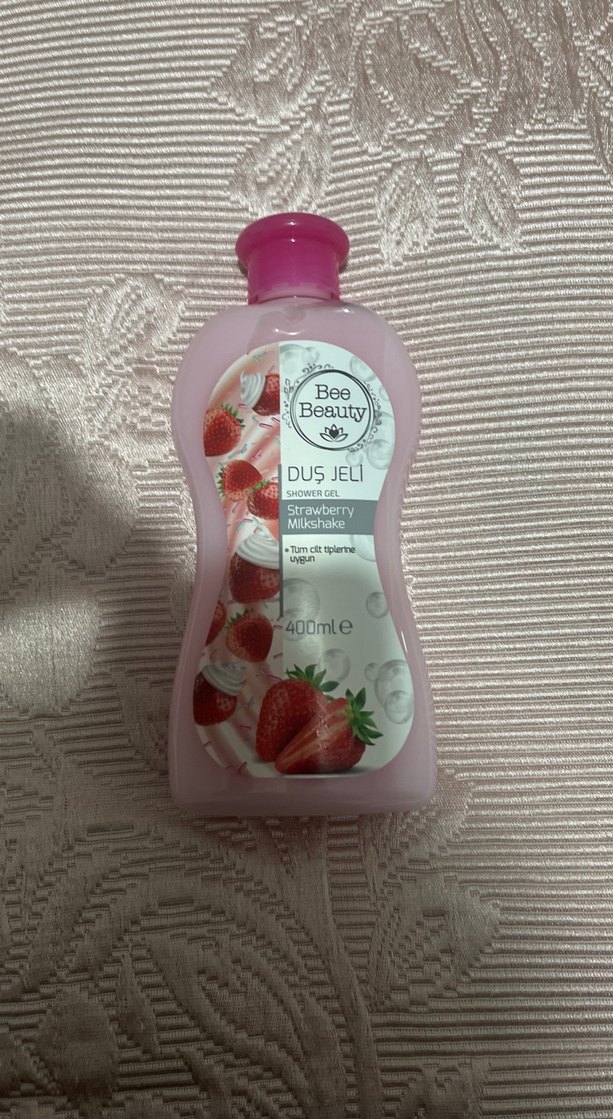 Bee
Beauty
DUŞ JELİ
SHOWER GEL
Strawberry
Milkshake
• Tüm cilt tiplerine
uygun
400ml ℮